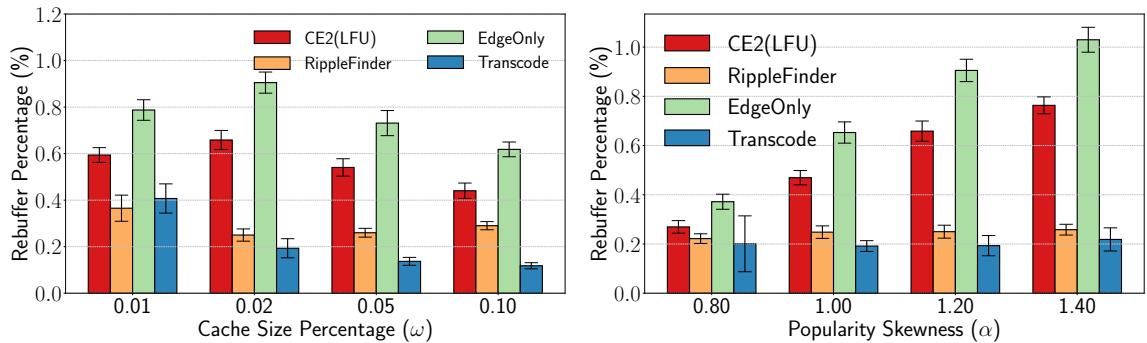 1.2
1.0
0.8
0.6
0.4
0.2
0.0
Rebuffer Percentage (%)
CE2(LFU)
RippleFinder
EdgeOnly
Transcode
0.01 0.02 0.05 0.10
Cache Size Percentage (ω)
1.0
0.8
0.6
0.4
0.2
0.0
Rebuffer Percentage (%)
CE2(LFU)
RippleFinder
EdgeOnly
Transcode
0.80 1.00 1.20 1.40
Popularity Skewness (α)